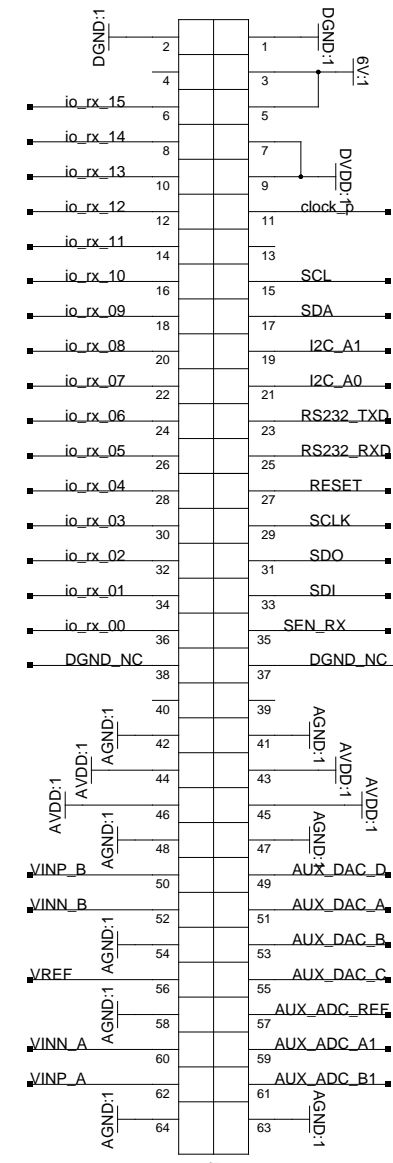 DGND:1 2 1 DGND:1
4 3 6V:1
io_rx_15 6 5
io_rx_14 8 7
io_rx_13 10 9 DVDD:1
io_rx_12 12 11 clock_p
io_rx_11 14 13
io_rx_10 16 15 SCL
io_rx_09 18 17 SDA
io_rx_08 20 19 I2C_A1
io_rx_07 22 21 I2C_A0
io_rx_06 24 23 RS232_TXD
io_rx_05 26 25 RS232_RXD
io_rx_04 28 27 RESET
io_rx_03 30 29 SCLK
io_rx_02 32 31 SDO
io_rx_01 34 33 SDI
io_rx_00 36 35 SEN_RX
DGND_NC 38 37 DGND_NC
40 39
AGND:1 42 41 AGND:1
AVDD:1 44 43 AVDD:1
AVDD:1 46 45 AVDD:1
AGND:1 48 47 AGND:1
VINP_B 50 49 AUX_DAC_D
VINN_B 52 51 AUX_DAC_A
AGND:1 54 53 AUX_DAC_B
VREF 56 55 AUX_DAC_C
AGND:1 58 57 AUX_ADC_REF
VINN_A 60 59 AUX_ADC_A1
VINP_A 62 61 AUX_ADC_B1
AGND:1 64 63 AGND:1